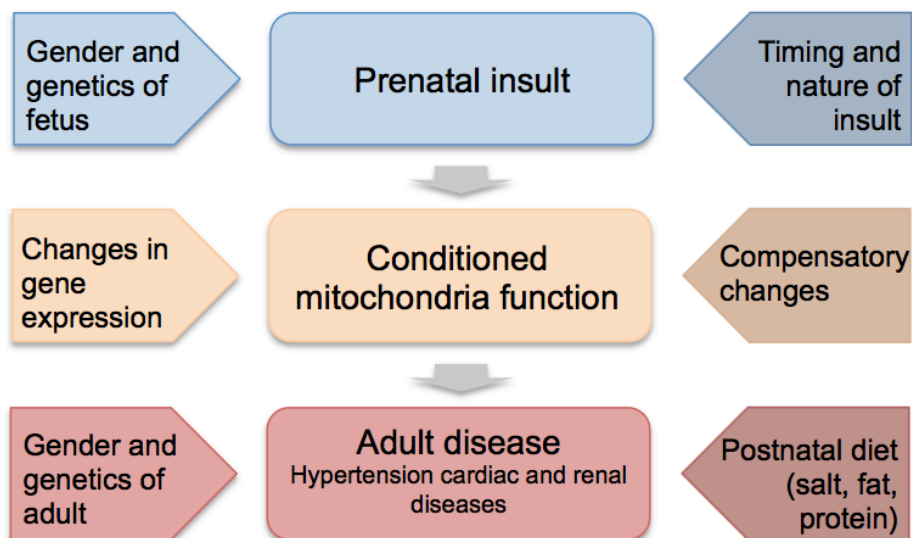 Gender and
genetics of
fetus
Prenatal insult
Timing and
nature of
insult
Changes in
gene
expression
Conditioned
mitochondria function
Compensatory
changes
Gender and
genetics of
adult
Adult disease
Hypertension cardiac and renal
diseases
Postnatal diet
(salt, fat,
protein)